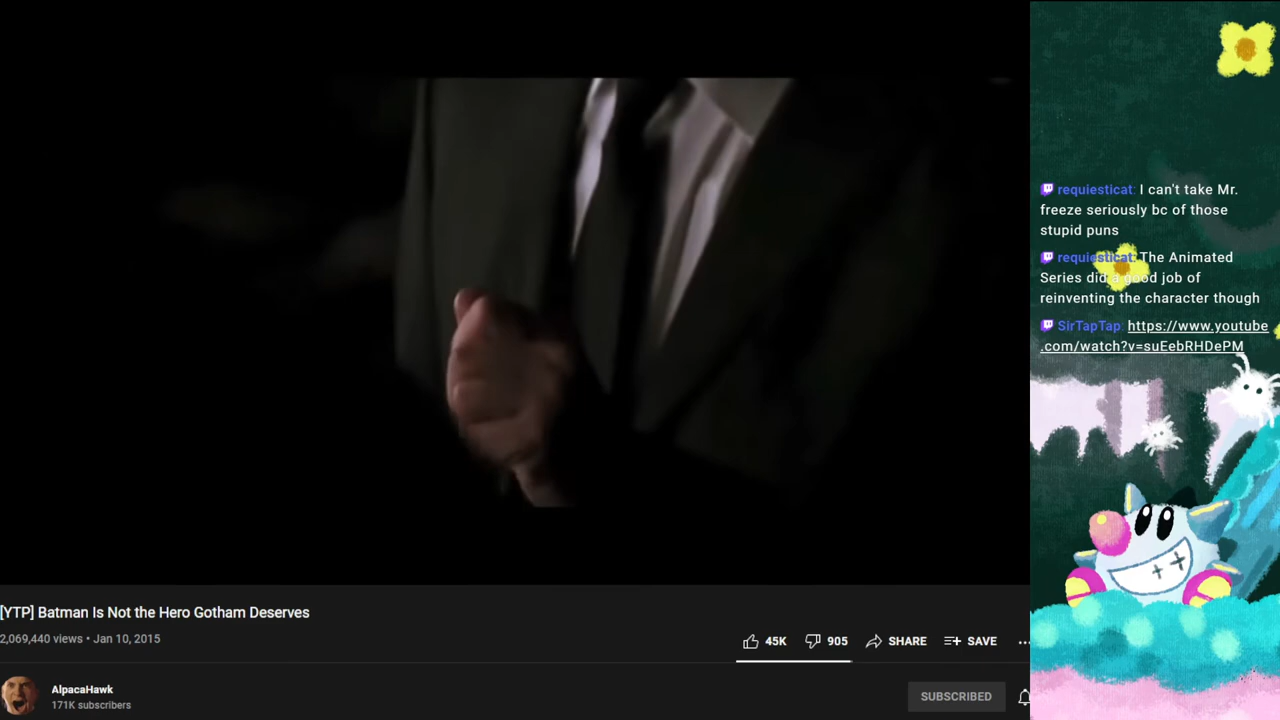 requiesticat: I can't take Mr.
freeze seriously bc of those
stupid puns
requiesticat: The Animated
Series did a good job of
reinventing the character though
SirTapTap: https://www.youtube
.com/watch?v=suEebRHDePM
[YTP] Batman Is Not the Hero Gotham Deserves
2,069,440 views • Jan 10, 2015
45K
905
SHARE
SAVE
...
AlpacaHawk
171K subscribers
SUBSCRIBED